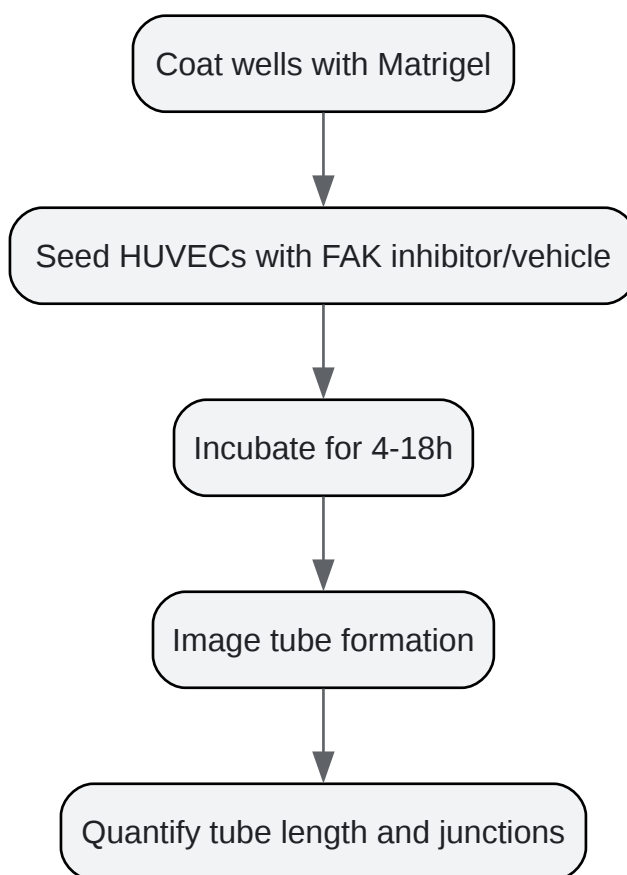 Coat wells with Matrigel
Seed HUVECs with FAK inhibitor/vehicle
Incubate for 4-18h
Image tube formation
Quantify tube length and junctions